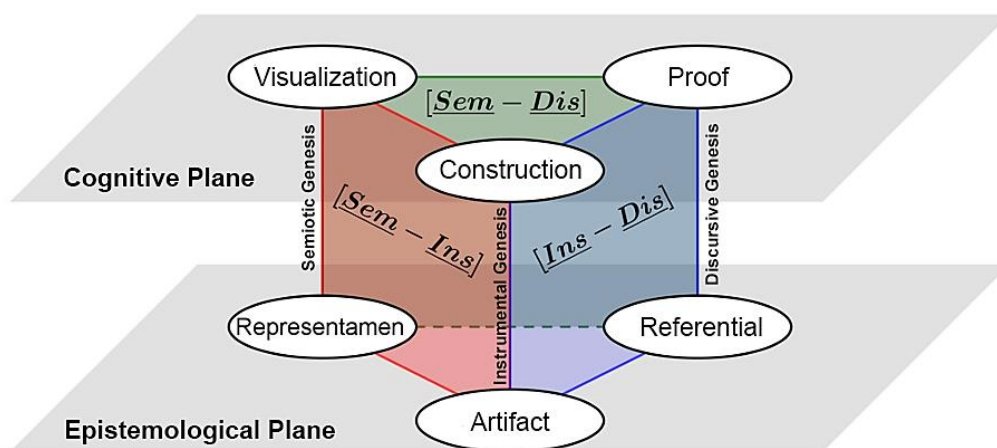 Visualization
Proof
[Sem – Dis]
Construction
Cognitive Plane
Semiotic Genesis
[Sem – Ins]
Instrumental Genesis
[Ins – Dis]
Discursive Genesis
Representamen
Referential
Artifact
Epistemological Plane